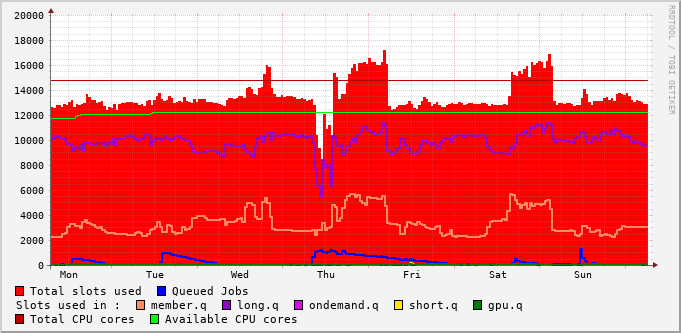 20000
18000
16000
14000
12000
10000
8000
6000
4000
2000
0
Mon Tue Wed Thu Fri Sat Sun
RRDTOOL / TOBI OETIKER
Total slots used Queued Jobs
Slots used in : member.q long.q ondemand.q short.q gpu.q
Total CPU cores Available CPU cores